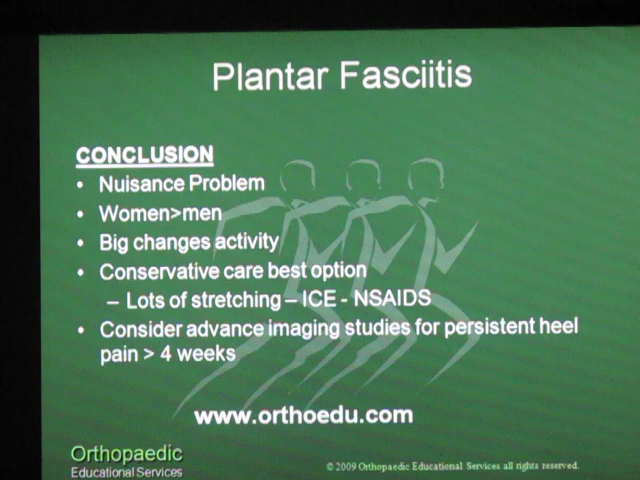 Plantar Fasciitis
CONCLUSION
• Nuisance Problem
• Women>men
• Big changes activity
• Conservative care best option
– Lots of stretching – ICE - NSAIDS
• Consider advance imaging studies for persistent heel
pain > 4 weeks
www.orthoedu.com
Orthopaedic
Educational Services
© 2009 Orthopaedic Educational Services all rights reserved.